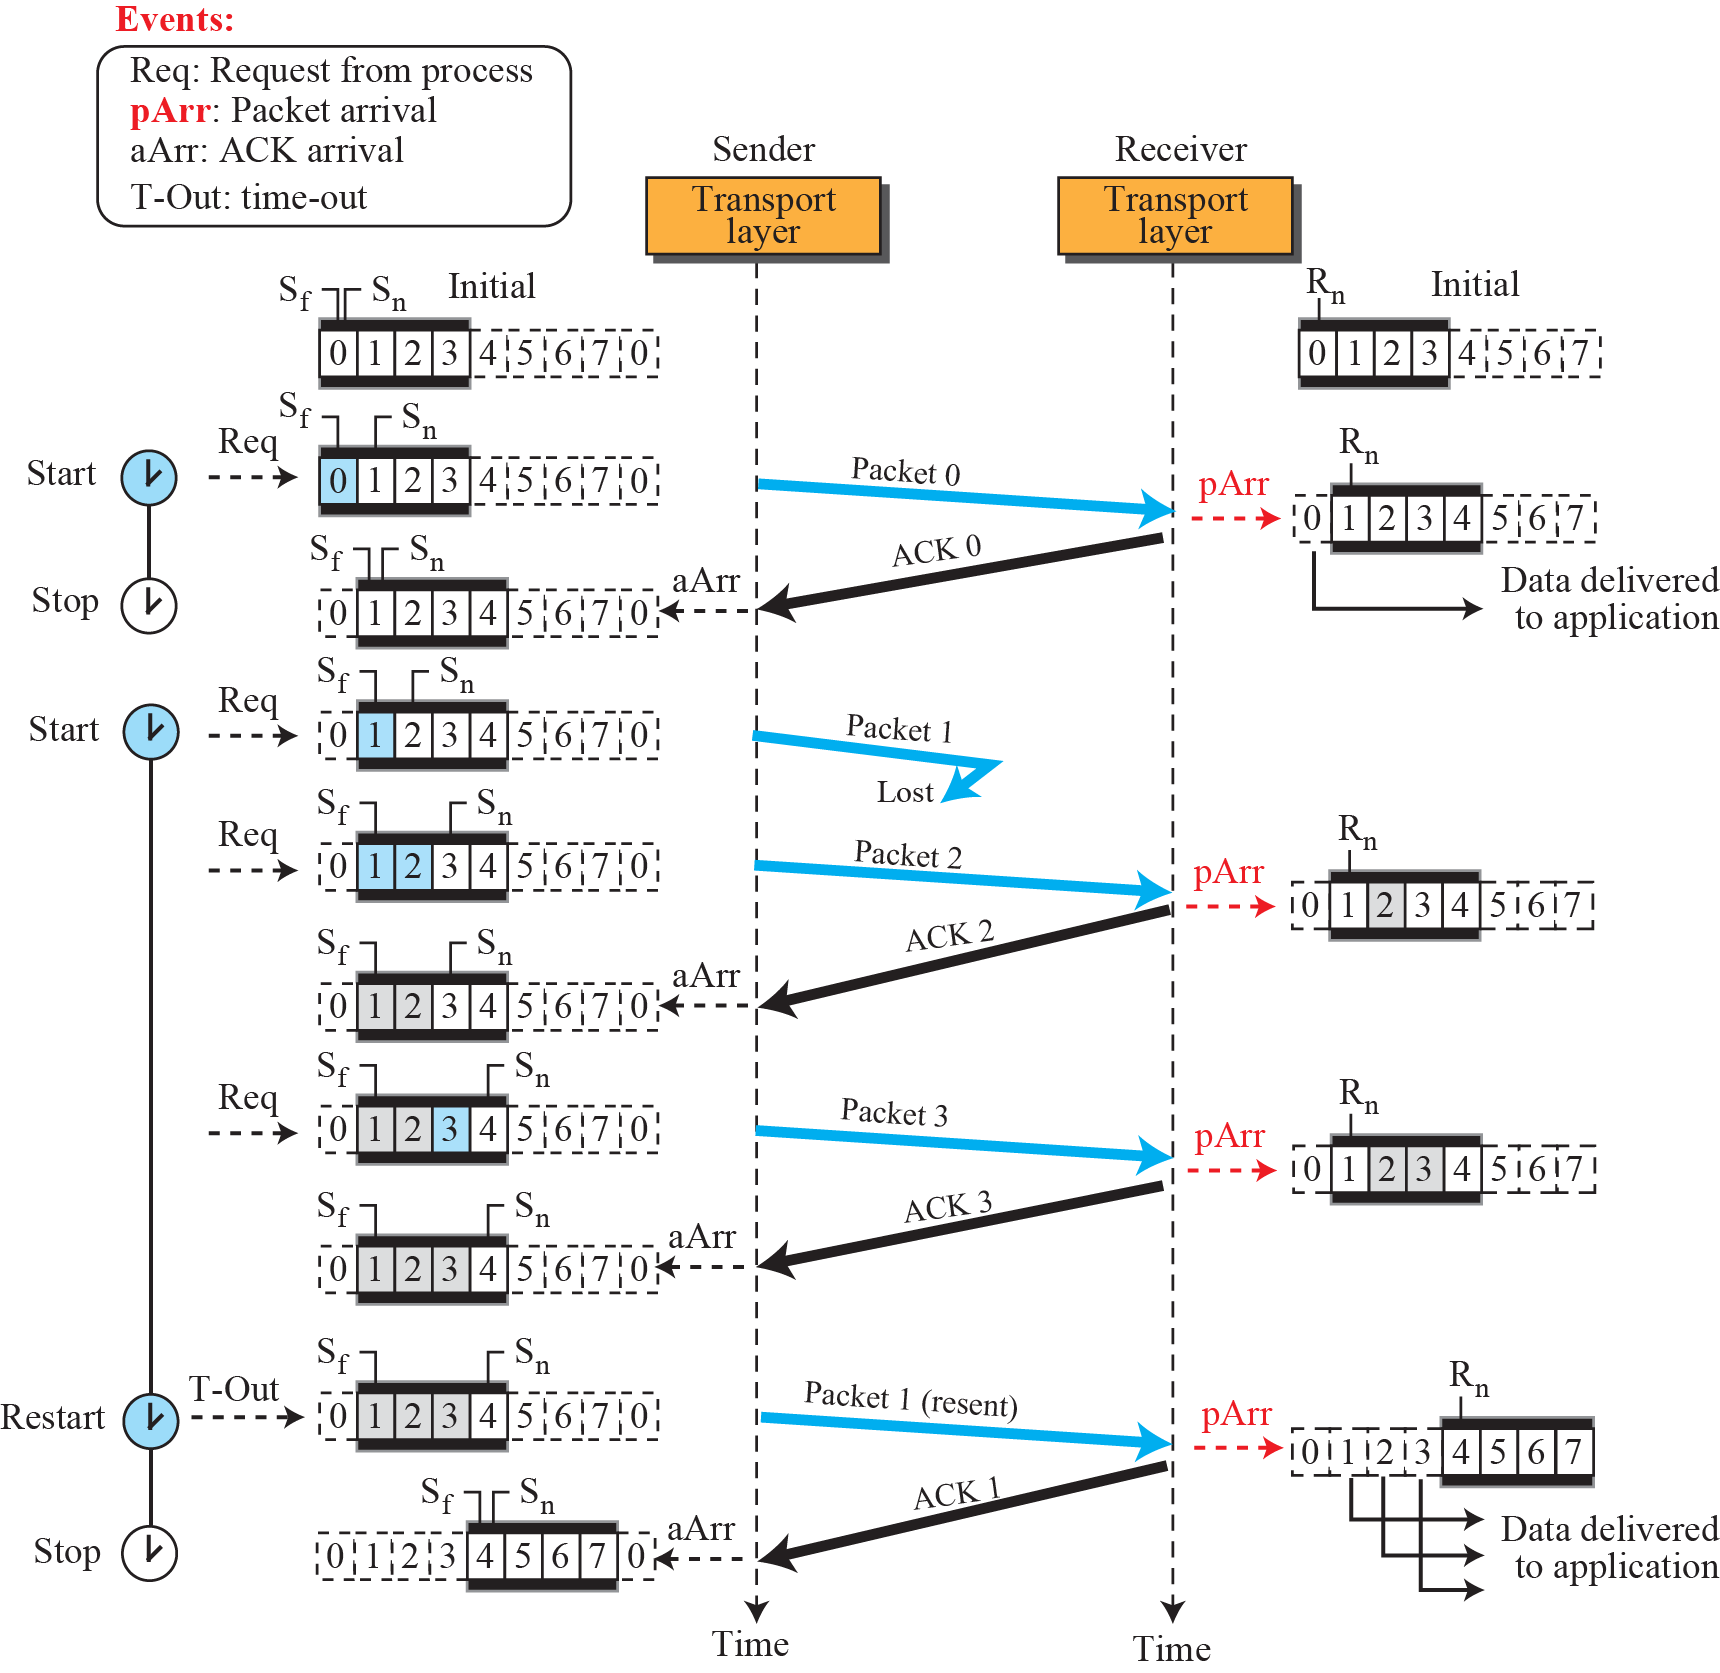 Events:
Req: Request from process
pArr: Packet arrival
aArr: ACK arrival
T-Out: time-out
Sender
Receiver
Transport layer
Transport layer
Sf Sn Initial
0 1 2 3 4 5 6 7 0
Rn Initial
0 1 2 3 4 5 6 7
Start
Req
Sf Sn
0 1 2 3 4 5 6 7 0
Packet 0
pArr
Rn
0 1 2 3 4 5 6 7
Data delivered
to application
Stop
Sf Sn
0 1 2 3 4 5 6 7 0
aArr
ACK 0
Start
Req
Sf Sn
0 1 2 3 4 5 6 7 0
Packet 1
Lost
Req
Sf Sn
0 1 2 3 4 5 6 7 0
Packet 2
pArr
Rn
0 1 2 3 4 5 6 7
Sf Sn
0 1 2 3 4 5 6 7 0
aArr
ACK 2
Req
Sf Sn
0 1 2 3 4 5 6 7 0
Packet 3
pArr
Rn
0 1 2 3 4 5 6 7
Sf Sn
0 1 2 3 4 5 6 7 0
aArr
ACK 3
Restart
T-Out
Sf Sn
0 1 2 3 4 5 6 7 0
Packet 1 (resent)
pArr
Rn
0 1 2 3 4 5 6 7
Data delivered
to application
Stop
Sf Sn
0 1 2 3 4 5 6 7 0
aArr
ACK 1
Time
Time